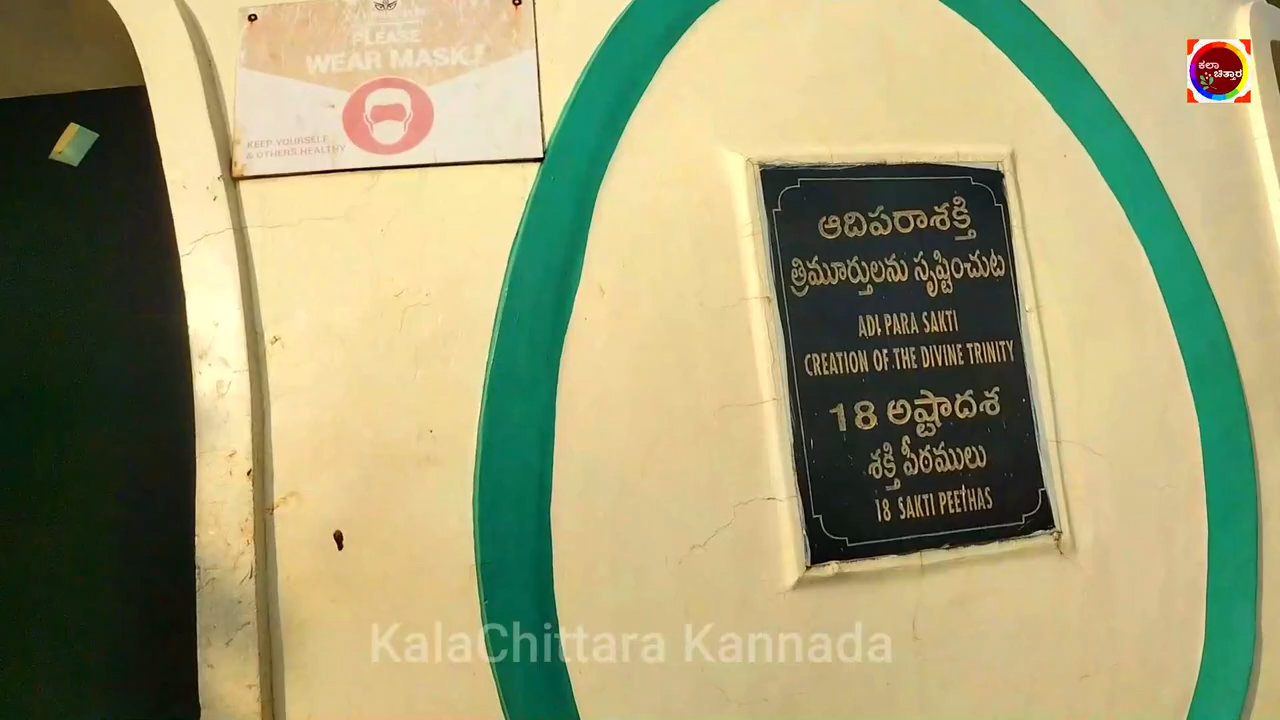 PLEASE
WEAR MASK!
KEEP YOURSELF
& OTHERS HEALTHY
ಕಲಾ
ಚಿತ್ತಾರ
ఆదిపరాశక్తి
త్రిమూర్తులను సృష్టించుట
ADI PARA SAKTI
CREATION OF THE DIVINE TRINITY
18 అష్టాదశ
శక్తి పీఠములు
18 SAKTI PEETHAS
KalaChittara Kannada